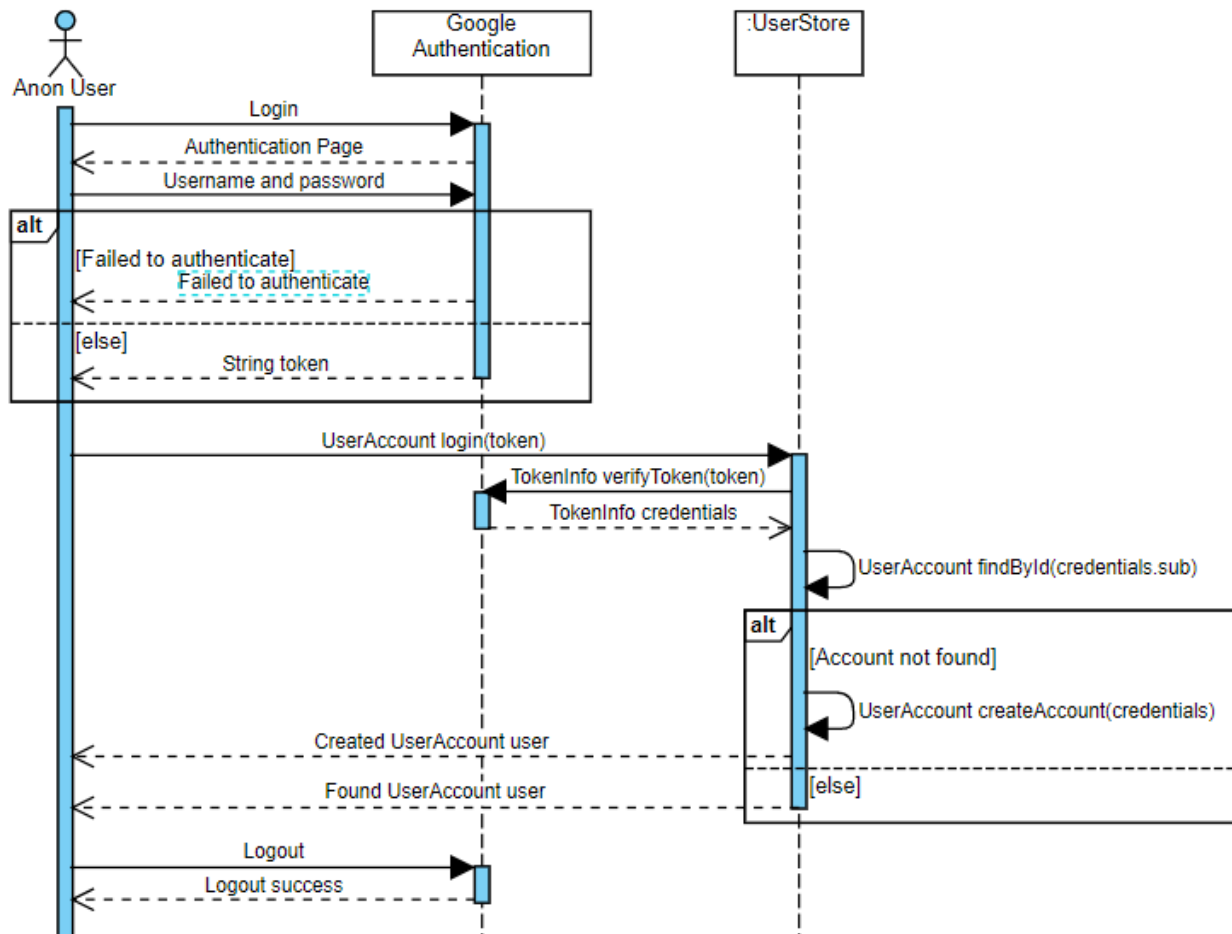 Google
Authentication
:UserStore
Anon User
Login
Authentication Page
Username and password
alt
[Failed to authenticate]
Failed to authenticate
[else]
String token
UserAccount login(token)
TokenInfo verifyToken(token)
TokenInfo credentials
UserAccount findById(credentials.sub)
alt
[Account not found]
UserAccount createAccount(credentials)
Created UserAccount user
[else]
Found UserAccount user
Logout
Logout success